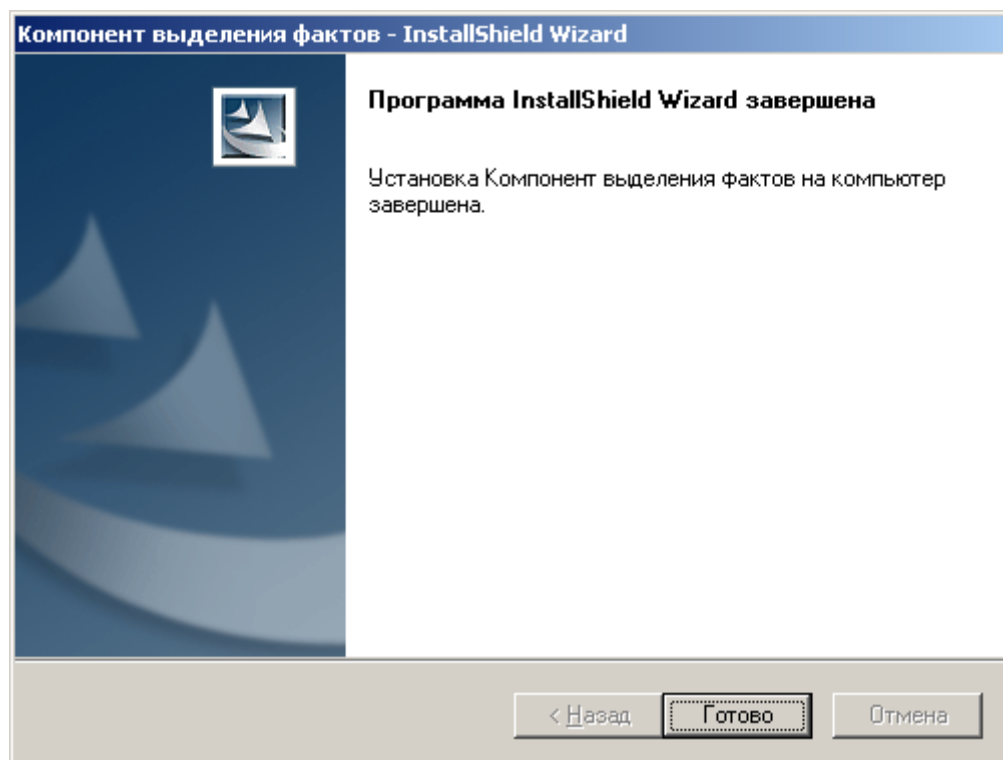 Компонент выделения фактов - InstallShield Wizard
Программа InstallShield Wizard завершена
Установка Компонент выделения фактов на компьютер
завершена.
< Назад
Готово
Отмена